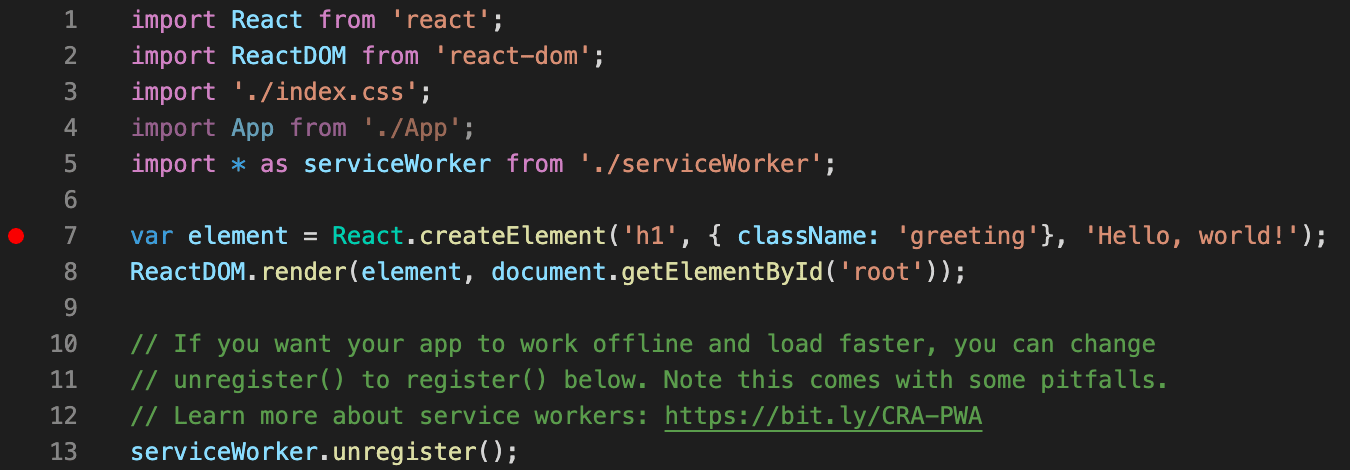 1 import React from 'react';
2 import ReactDOM from 'react-dom';
3 import './index.css';
4 import App from './App';
5 import * as serviceWorker from './serviceWorker';
6
7 var element = React.createElement('h1', { className: 'greeting'}, 'Hello, world!');
8 ReactDOM.render(element, document.getElementById('root'));
9
10 // If you want your app to work offline and load faster, you can change
11 // unregister() to register() below. Note this comes with some pitfalls.
12 // Learn more about service workers: https://bit.ly/CRA-PWA
13 serviceWorker.unregister();